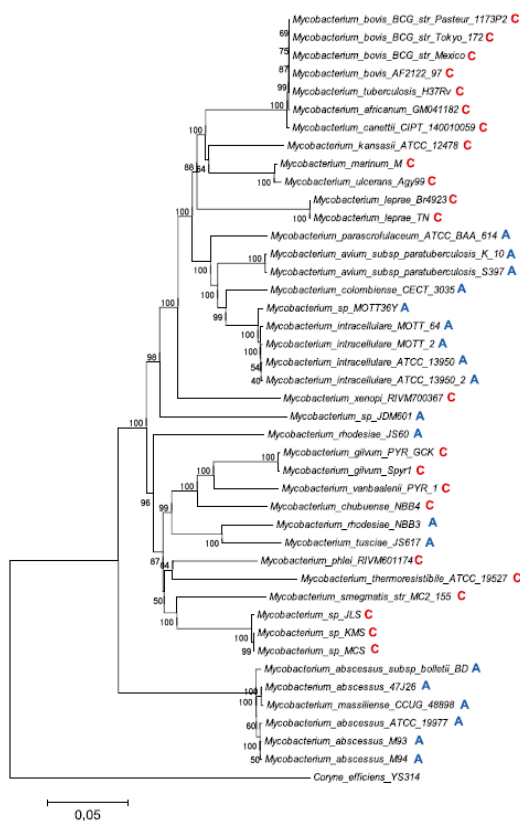 Mycobacterium_bovis_BCG_str_Pasteur_1173P2 C
69
Mycobacterium_bovis_BCG_str_Tokyo_172 C
75
Mycobacterium_bovis_BCG_str_Mexico C
87
Mycobacterium_bovis_AF2122_97 C
99
Mycobacterium_tuberculosis_H37Rv C
100
Mycobacterium_africanum_GM041182 C
100
Mycobacterium_canettii_CIPT_140010059 C
Mycobacterium_kansasii_ATCC_12478 C
88 64
Mycobacterium_marinum_M C
100
Mycobacterium_ulcerans_Agy99 C
Mycobacterium_leprae_Br4923 C
100
100
Mycobacterium_leprae_TN C
Mycobacterium_parascrofulaceum_ATCC_BAA_614 A
100
Mycobacterium_avium_subsp_paratuberculosis_K_10 A
100
Mycobacterium_avium_subsp_paratuberculosis_S397 A
100
Mycobacterium_colombiense_CECT_3035 A
100
Mycobacterium_sp_MOTT36Y A
99
Mycobacterium_intracellulare_MOTT_64 A
100
Mycobacterium_intracellulare_MOTT_2 A
100
Mycobacterium_intracellulare_ATCC_13950 A
54
Mycobacterium_intracellulare_ATCC_13950_2 A
40
Mycobacterium_xenopi_RIVM700367 C
98
Mycobacterium_sp_JDM601 A
Mycobacterium_rhodesiae_JS60 A
Mycobacterium_gilvum_PYR_GCK C
100
100
Mycobacterium_gilvum_Spyr1 C
100
Mycobacterium_vanbaalenii_PYR_1 C
96
Mycobacterium_chubuense_NBB4 C
99
Mycobacterium_rhodesiae_NBB3 A
100
Mycobacterium_tusciae_JS617 A
Mycobacterium_phlei_RIVM601174 C
87 64
Mycobacterium_thermoresistibile_ATCC_19527 C
Mycobacterium_smegmatis_str_MC2_155 C
50
Mycobacterium_sp_JLS C
100
Mycobacterium_sp_KMS C
100
Mycobacterium_sp_MCS C
99
Mycobacterium_abscessus_subsp_bolletii_BD A
Mycobacterium_abscessus_47J26 A
100
100
Mycobacterium_massiliense_CCUG_48898 A
Mycobacterium_abscessus_ATCC_19977 A
60
Mycobacterium_abscessus_M93 A
100
Mycobacterium_abscessus_M94 A
50
Coryne_efficiens_YS314
0,05